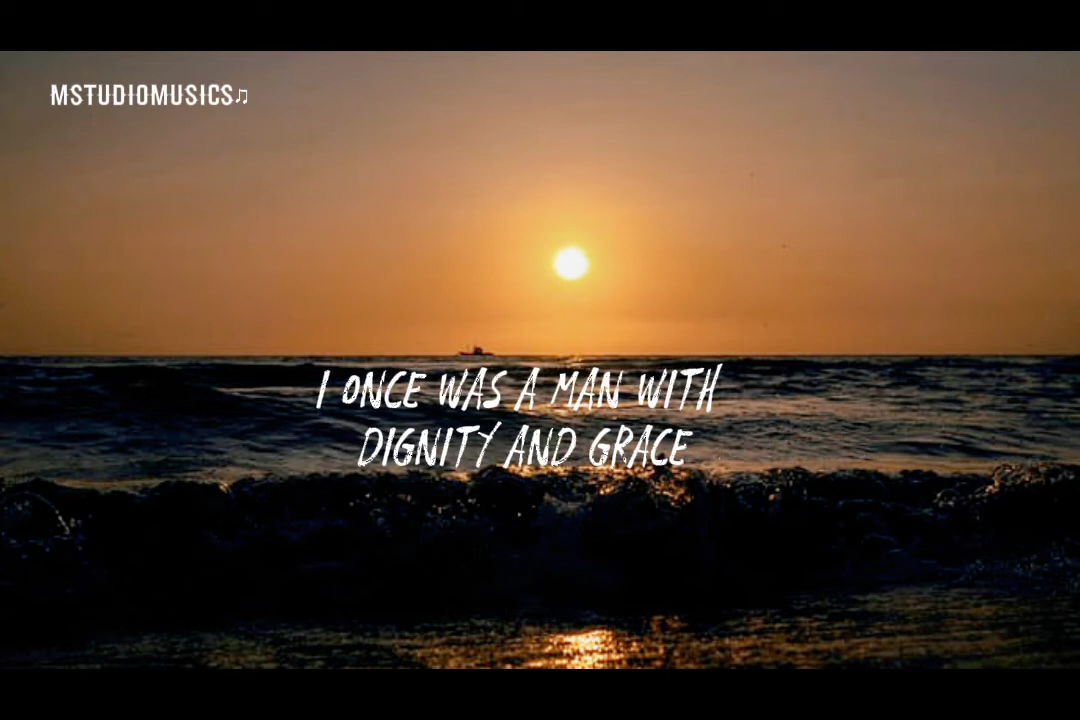 MSTUDIOMUSICS♫
I ONCE WAS A MAN WITH
DIGNITY AND GRACE